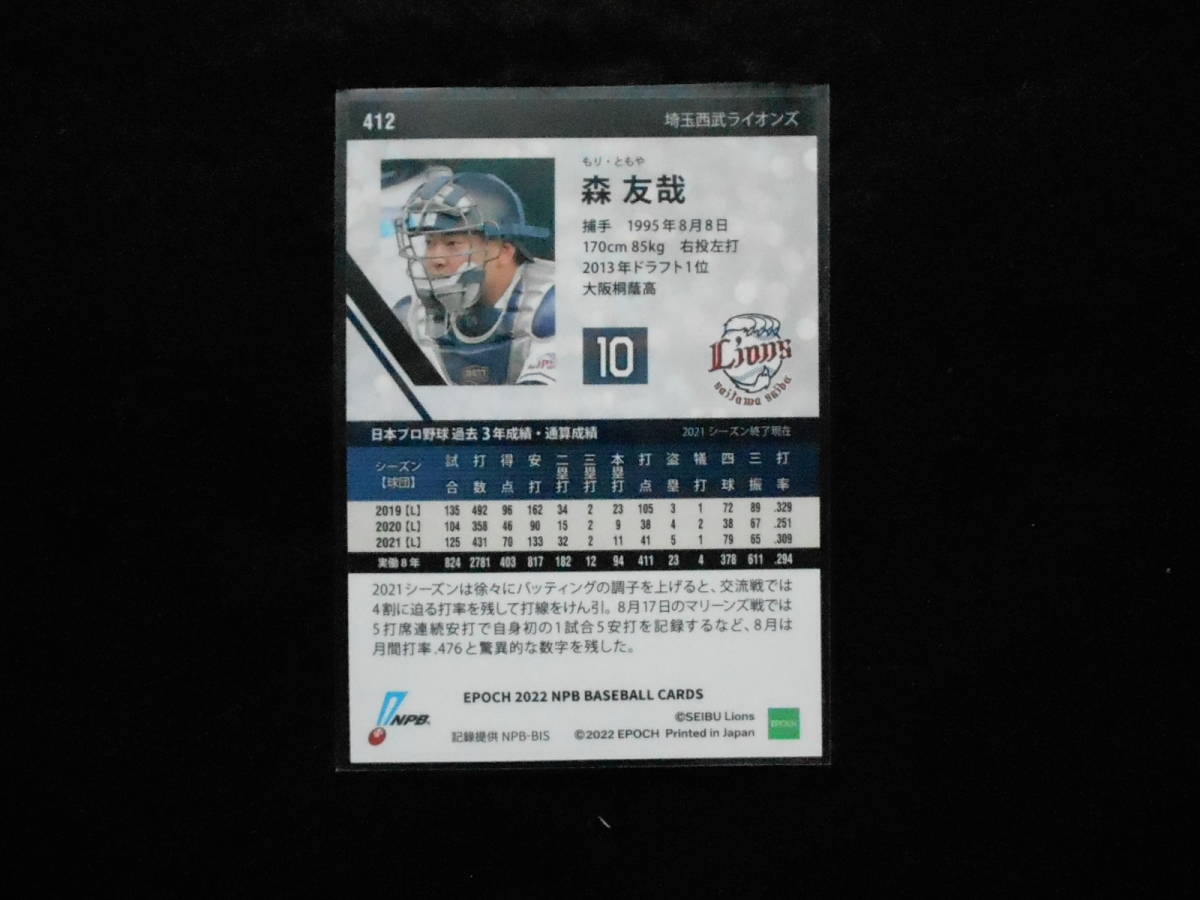 412 埼玉西武ライオンズ
もり・ともや
森 友哉
捕手 1995年8月8日
170cm 85kg 右投左打
2013年ドラフト1位
大阪桐蔭高
10
Lions
saitama seibu
日本プロ野球 過去3年成績・通算成績 2021シーズン終了現在
シーズン【球団】 試合 打数 得点 安打 二塁打 三塁打 本塁打 打点 盗塁 犠打 四球 三振 打率
2019[L] 135 492 96 162 34 2 23 105 3 1 72 89 .329
2020[L] 104 358 46 90 15 2 9 38 4 2 38 67 .251
2021[L] 125 431 70 133 32 2 11 41 5 1 79 65 .309
実働8年 824 2781 403 817 182 12 94 411 23 4 378 611 .294
2021シーズンは徐々にバッティングの調子を上げると、交流戦では
4割に迫る打率を残して打線をけん引。8月17日のマリーンズ戦では
5打席連続安打で自身初の1試合5安打を記録するなど、8月は
月間打率.476と驚異的な数字を残した。
EPOCH 2022 NPB BASEBALL CARDS
NPB
©SEIBU Lions
EPOCH
記録提供 NPB-BIS ©2022 EPOCH Printed in Japan